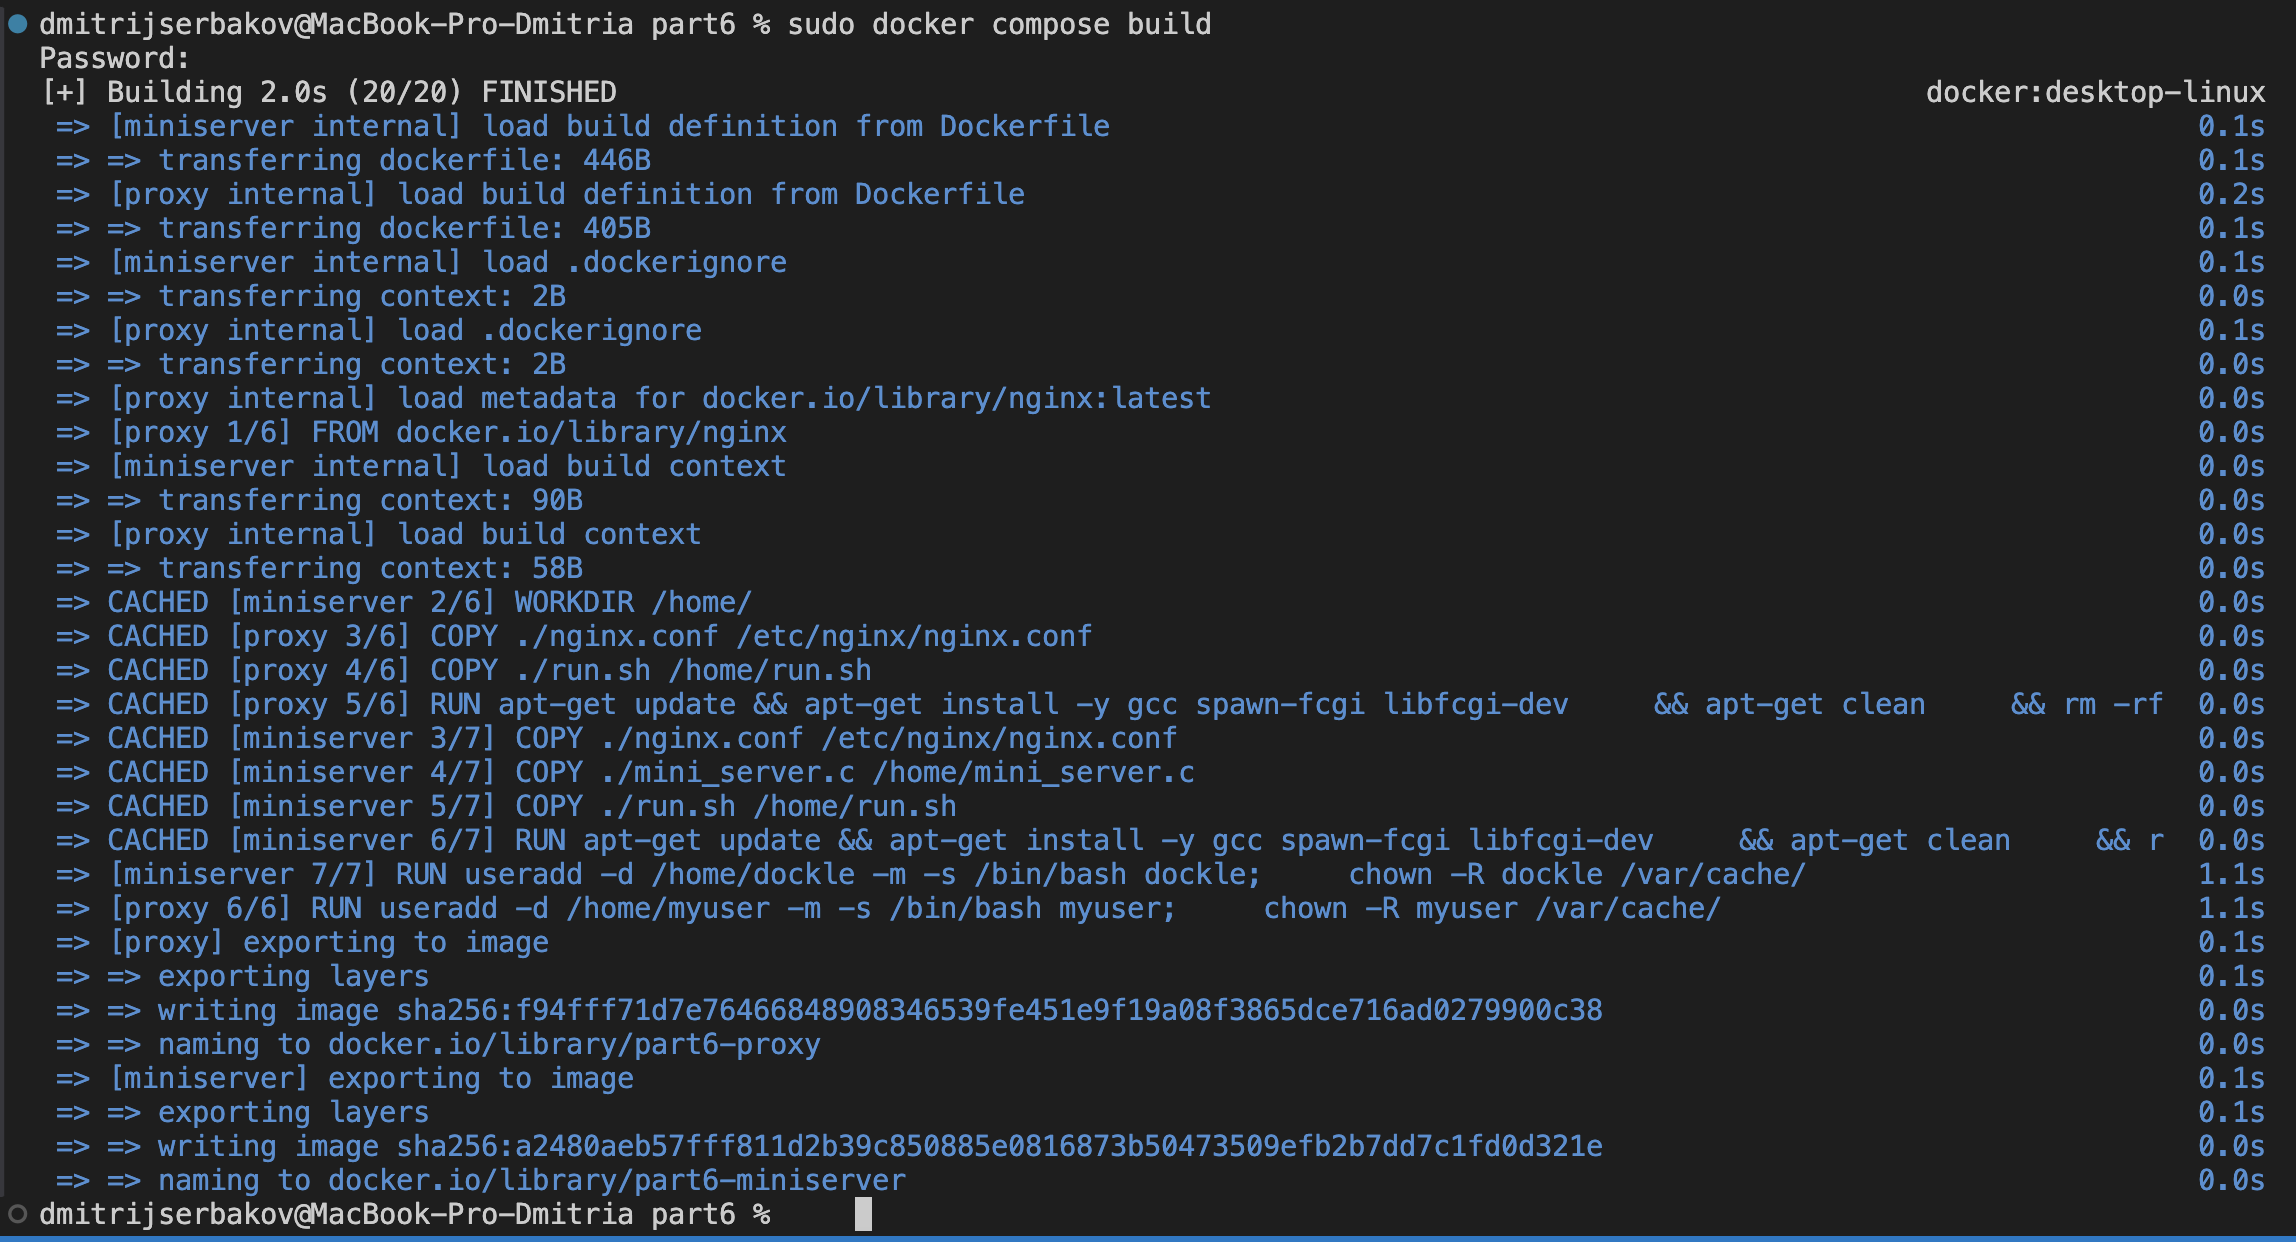 dmitrijserbakov@MacBook-Pro-Dmitria part6 % sudo docker compose build
Password:
[+] Building 2.0s (20/20) FINISHED docker:desktop-linux
=> [miniserver internal] load build definition from Dockerfile 0.1s
=> => transferring dockerfile: 446B 0.1s
=> [proxy internal] load build definition from Dockerfile 0.2s
=> => transferring dockerfile: 405B 0.1s
=> [miniserver internal] load .dockerignore 0.1s
=> => transferring context: 2B 0.0s
=> [proxy internal] load .dockerignore 0.1s
=> => transferring context: 2B 0.0s
=> [proxy internal] load metadata for docker.io/library/nginx:latest 0.0s
=> [proxy 1/6] FROM docker.io/library/nginx 0.0s
=> [miniserver internal] load build context 0.0s
=> => transferring context: 90B 0.0s
=> [proxy internal] load build context 0.0s
=> => transferring context: 58B 0.0s
=> CACHED [miniserver 2/6] WORKDIR /home/ 0.0s
=> CACHED [proxy 3/6] COPY ./nginx.conf /etc/nginx/nginx.conf 0.0s
=> CACHED [proxy 4/6] COPY ./run.sh /home/run.sh 0.0s
=> CACHED [proxy 5/6] RUN apt-get update && apt-get install -y gcc spawn-fcgi libfcgi-dev     && apt-get clean     && rm -rf 0.0s
=> CACHED [miniserver 3/7] COPY ./nginx.conf /etc/nginx/nginx.conf 0.0s
=> CACHED [miniserver 4/7] COPY ./mini_server.c /home/mini_server.c 0.0s
=> CACHED [miniserver 5/7] COPY ./run.sh /home/run.sh 0.0s
=> CACHED [miniserver 6/7] RUN apt-get update && apt-get install -y gcc spawn-fcgi libfcgi-dev     && apt-get clean     && r 0.0s
=> [miniserver 7/7] RUN useradd -d /home/dockle -m -s /bin/bash dockle;     chown -R dockle /var/cache/ 1.1s
=> [proxy 6/6] RUN useradd -d /home/myuser -m -s /bin/bash myuser;     chown -R myuser /var/cache/ 1.1s
=> [proxy] exporting to image 0.1s
=> => exporting layers 0.1s
=> => writing image sha256:f94fff71d7e76466848908346539fe451e9f19a08f3865dce716ad0279900c38 0.0s
=> => naming to docker.io/library/part6-proxy 0.0s
=> [miniserver] exporting to image 0.1s
=> => exporting layers 0.1s
=> => writing image sha256:a2480aeb57fff811d2b39c850885e0816873b50473509efb2b7dd7c1fd0d321e 0.0s
=> => naming to docker.io/library/part6-miniserver 0.0s
dmitrijserbakov@MacBook-Pro-Dmitria part6 %